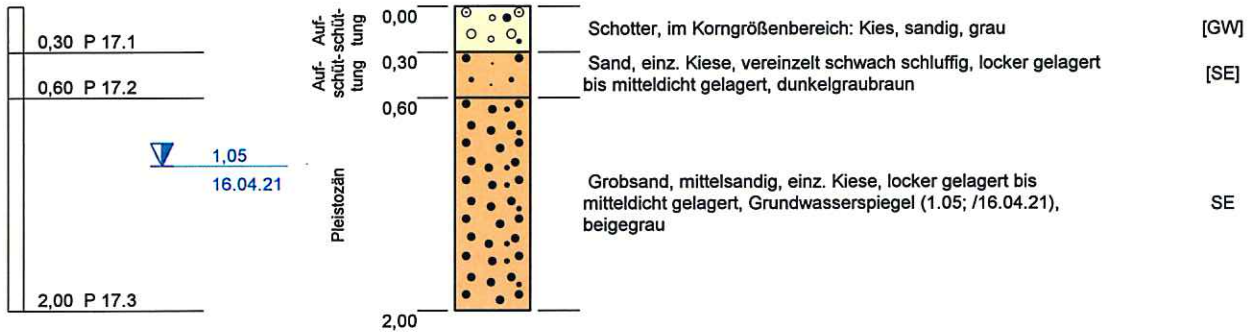 0,30 P 17.1
0,60 P 17.2
1,05
16.04.21
2,00 P 17.3
Auf-
schüt-schüt-
tung
0,00
Schotter, im Korngrößenbereich: Kies, sandig, grau
[GW]
Auf-
schüt-schüt-
tung
0,30
Sand, einz. Kiese, vereinzelt schwach schluffig, locker gelagert
bis mitteldicht gelagert, dunkelgraubraun
[SE]
0,60
Pleistozän
Grobsand, mittelsandig, einz. Kiese, locker gelagert bis
mitteldicht gelagert, Grundwasserspiegel (1.05; /16.04.21),
beigegrau
SE
2,00